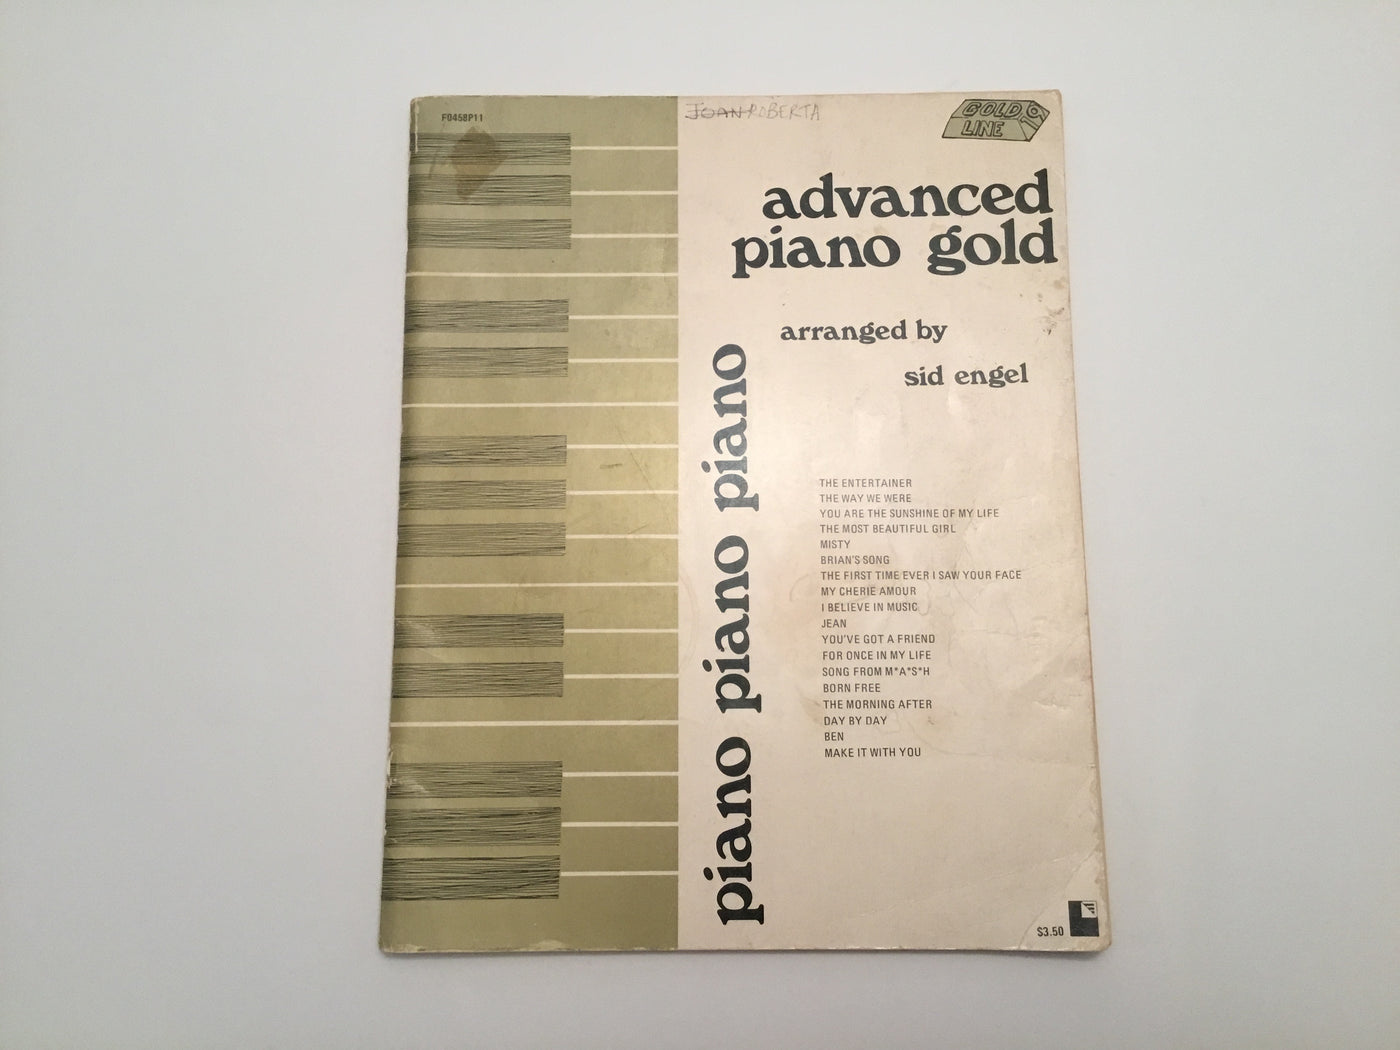 F0458P11
JOAN ROBERTA
GOLD
LINE
advanced
piano gold
arranged by
sid engel
piano piano piano
THE ENTERTAINER
THE WAY WE WERE
YOU ARE THE SUNSHINE OF MY LIFE
THE MOST BEAUTIFUL GIRL
MISTY
BRIAN'S SONG
THE FIRST TIME EVER I SAW YOUR FACE
MY CHERIE AMOUR
I BELIEVE IN MUSIC
JEAN
YOU'VE GOT A FRIEND
FOR ONCE IN MY LIFE
SONG FROM M*A*S*H
BORN FREE
THE MORNING AFTER
DAY BY DAY
BEN
MAKE IT WITH YOU
$3.50